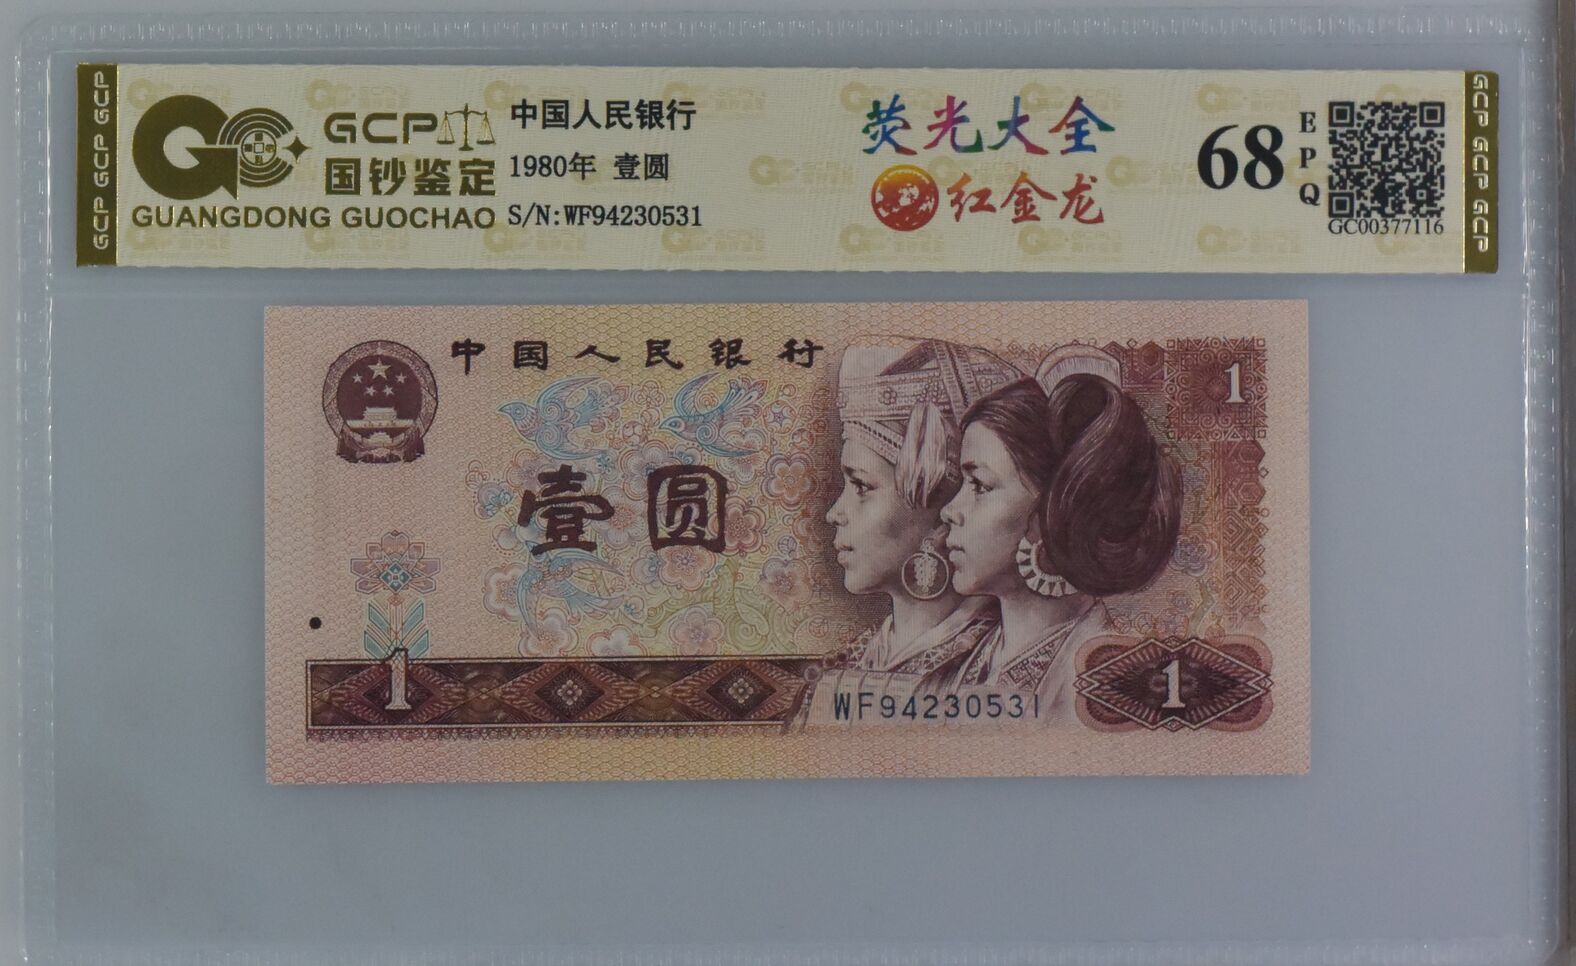 GCP GCP GCP
GCP
国钞鉴定
GUANGDONG GUOCHAO
中国人民银行
1980年 壹圆
S/N:WF94230531
荧光大全
红金龙
68
EPQ
GC00377116
GCP GCP GCP
中国人民银行
1
壹圆
1
WF94230531
1